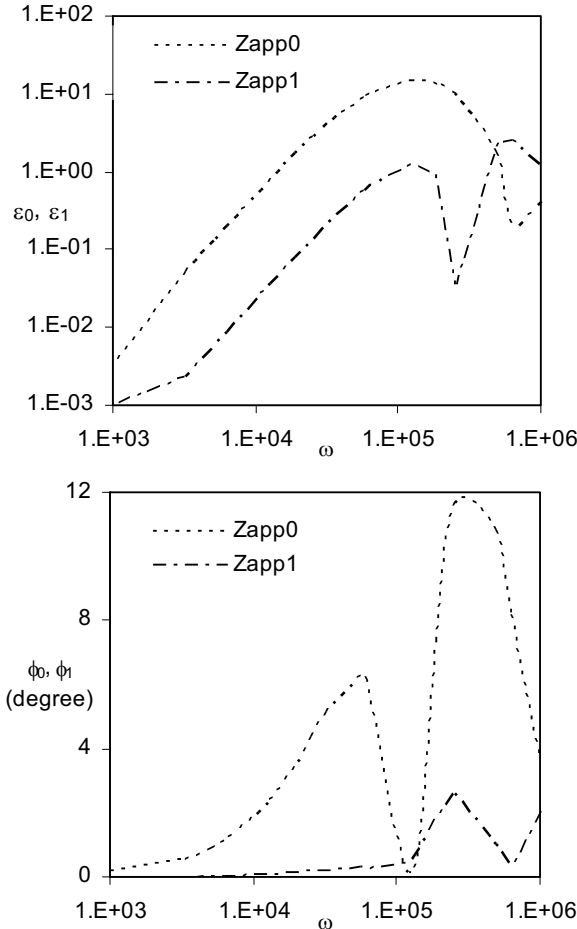 1.E+02
Zapp0
1.E+01
Zapp1
1.E+00
ε0, ε1
1.E-01
1.E-02
1.E-03
1.E+03 1.E+04 1.E+05 1.E+06
ω
12
Zapp0
Zapp1
8
ϕ0, ϕ1
(degree)
4
0
1.E+03 1.E+04 1.E+05 1.E+06
ω